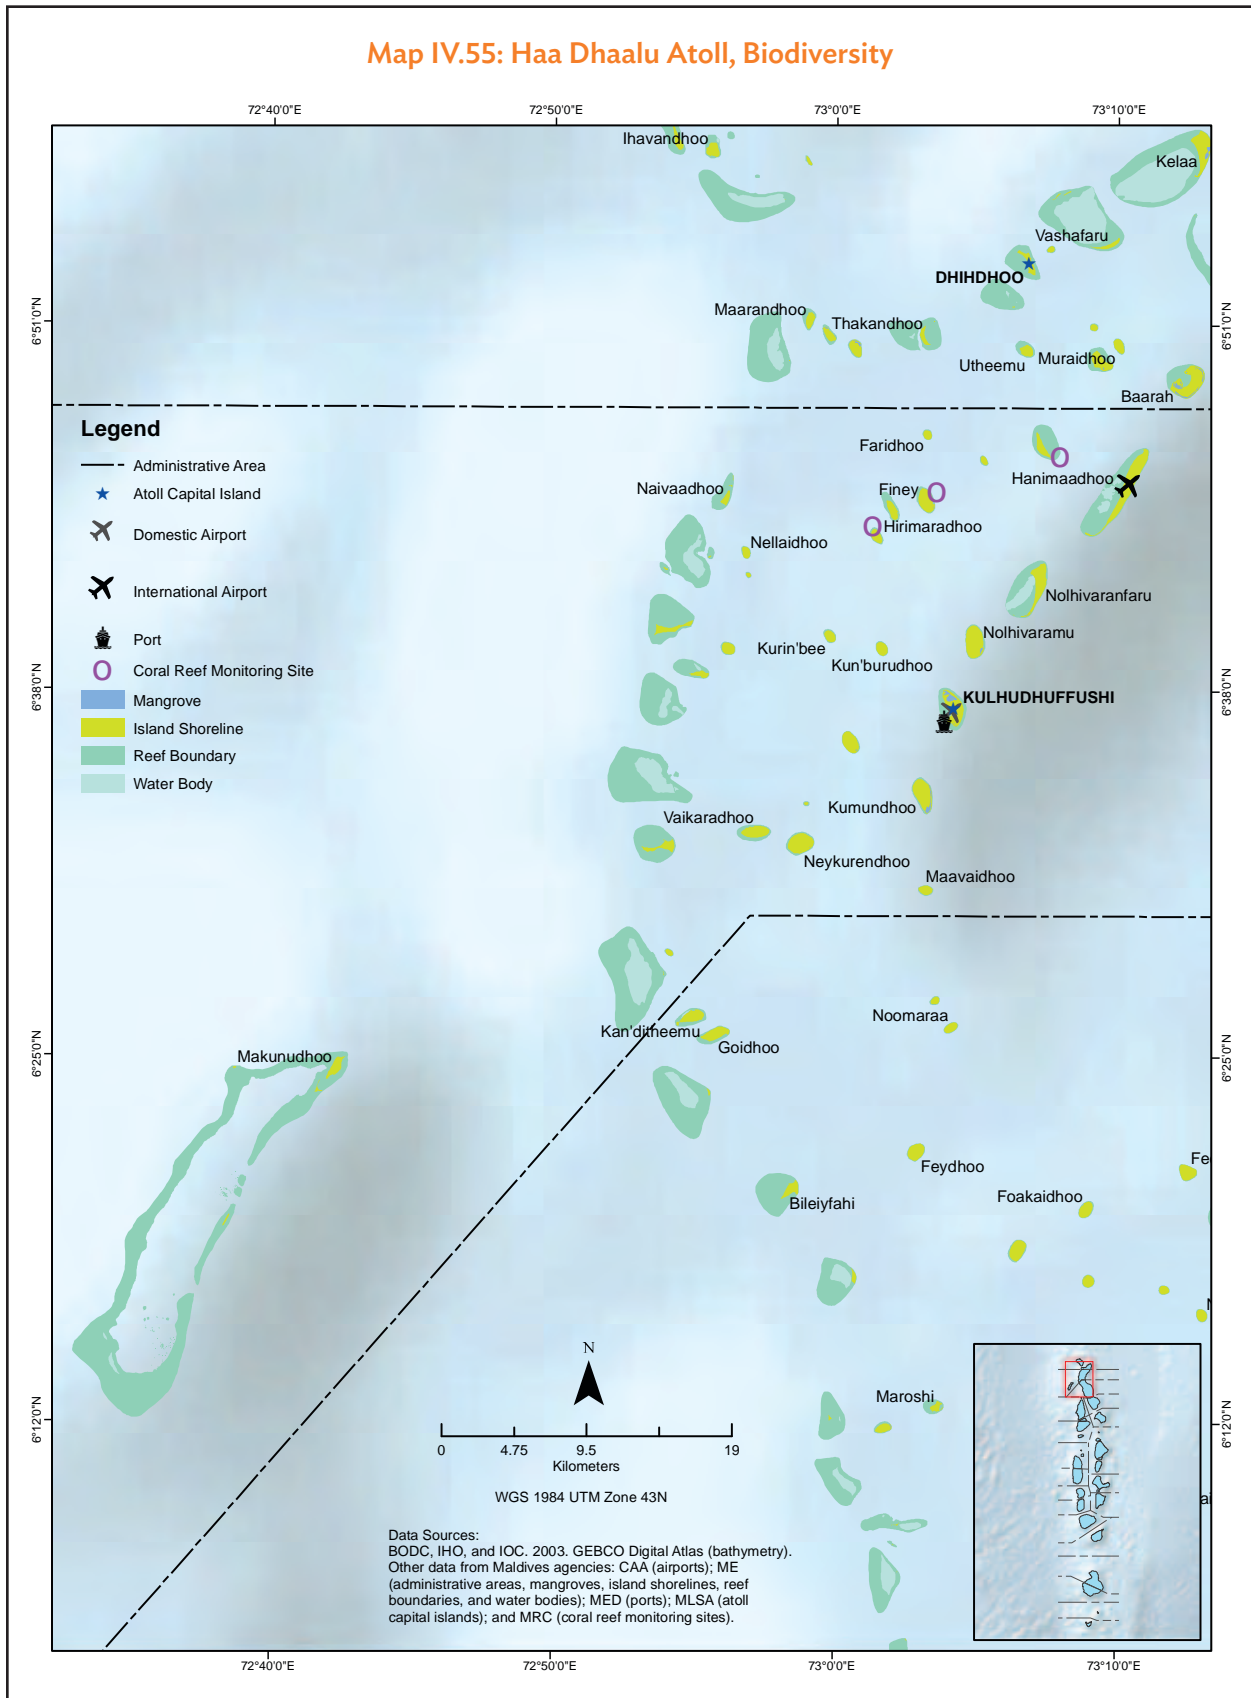 Map IV.55: Haa Dhaalu Atoll, Biodiversity
72°40'0"E
72°50'0"E
73°0'0"E
73°10'0"E
Ihavandhoo
Kelaa
Vashafaru
DHIHDHOO
Maarandhoo
Thakandhoo
6°51'0"N
6°51'0"N
Utheemu
Muraidhoo
Baarah
Legend
Administrative Area
Atoll Capital Island
Domestic Airport
International Airport
Port
Coral Reef Monitoring Site
Mangrove
Island Shoreline
Reef Boundary
Water Body
Faridhoo
Hanimaadhoo
Naivaadhoo
Finey
Hirimaradhoo
Nellaidhoo
Nolhivaranfaru
Nolhivaramu
Kurin'bee
Kun'burudhoo
6°38'0"N
6°38'0"N
KULHUDHUFFUSHI
Kumundhoo
Vaikaradhoo
Neykurendhoo
Maavaidhoo
Noomaraa
Kan'ditheemu
Goidhoo
6°25'0"N
6°25'0"N
Makunudhoo
Feydhoo
Fe
Foakaidhoo
Bileiyfahi
Maroshi
6°12'0"N
6°12'0"N
N
0
4.75
9.5
19
Kilometers
WGS 1984 UTM Zone 43N
ai
Data Sources:
BODC, IHO, and IOC. 2003. GEBCO Digital Atlas (bathymetry).
Other data from Maldives agencies: CAA (airports); ME
(administrative areas, mangroves, island shorelines, reef
boundaries, and water bodies); MED (ports); MLSA (atoll
capital islands); and MRC (coral reef monitoring sites).
72°40'0"E
72°50'0"E
73°0'0"E
73°10'0"E